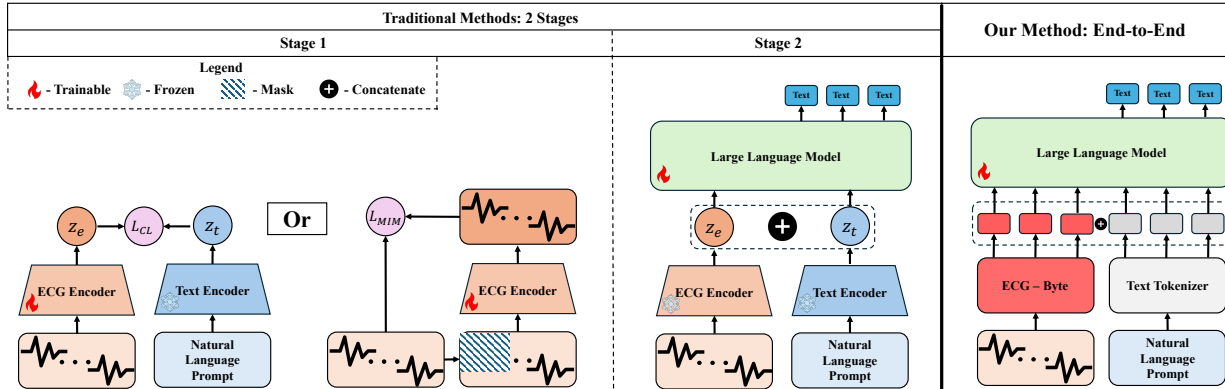 Traditional Methods: 2 Stages
Our Method: End-to-End
Stage 1
Stage 2
Legend
- Trainable
- Frozen
- Mask
- Concatenate
z_e
L_CL
z_t
ECG Encoder
Text Encoder
Natural
Language
Prompt
Or
L_MIM
ECG Encoder
Text
Text
Text
Large Language Model
z_e
z_t
ECG Encoder
Text Encoder
Natural
Language
Prompt
Text
Text
Text
Large Language Model
ECG – Byte
Text Tokenizer
Natural
Language
Prompt